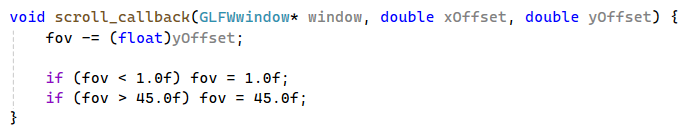 void scroll_callback(GLFWwindow* window, double xOffset, double yOffset) {
    fov -= (float)yOffset;

    if (fov < 1.0f) fov = 1.0f;
    if (fov > 45.0f) fov = 45.0f;
}